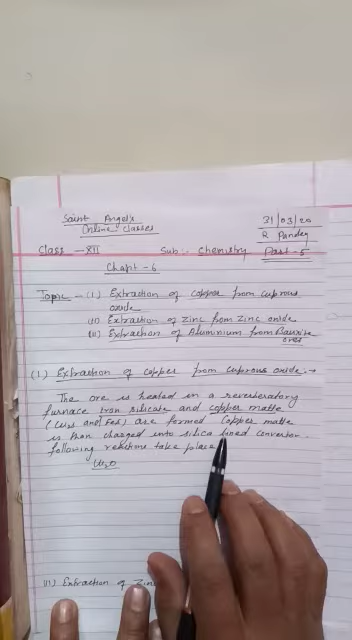 Saint Angels
Online Classes
31/03/20
R Pandey
Class - XII
Sub:- Chemistry
Part - 5
Chapt - 6
Topic - (i) Extraction of copper from cuprous
oxide
(ii) Extraction of Zinc from Zinc oxide
(iii) Extraction of Aluminium from Bauxite
ores
(i) Extraction of copper from cuprous oxide:→
The ore is heated in a reverberatory
furnace iron silicate and copper matte
(Cu2S and FeS) are formed Copper matte
is then charged into silica lined convertor
following reactions take place
Cu2O
Extraction of Zinc